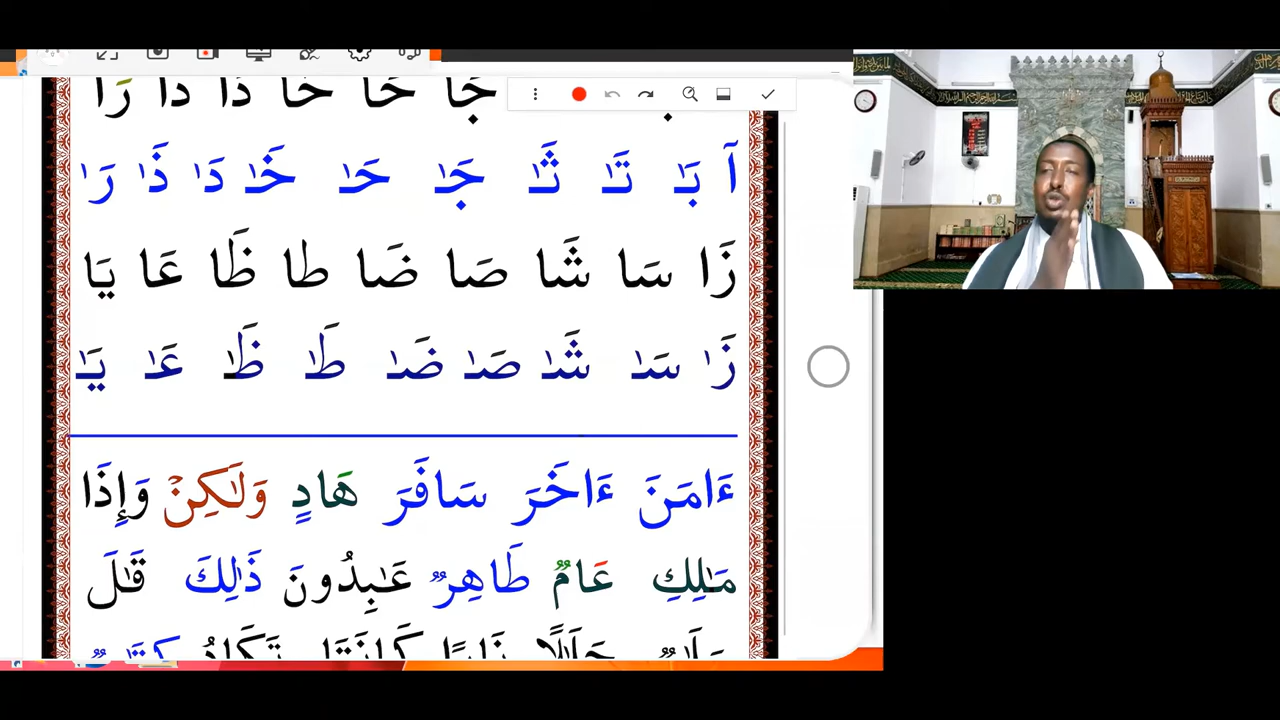 جَا حَا خَا دَا ذَا رَا
آ بَـٰ تَـٰ ثَـٰ جَـٰ حَـٰ خَـٰ دَٰ ذَٰ رَٰ
زَا سَا شَا صَا ضَا طَا ظَا عَا يَا
زَٰ سَـٰ شَـٰ صَـٰ ضَـٰ طَـٰ ظَـٰ عَـٰ يَـٰ
ءَامَنَ ءَاخَرَ سَافَرَ هَادٍ وَلَـٰكِنْ وَإِذَا
مَـٰلِكِ عَامٌ طَاهِرٌ عَـٰبِدُونَ ذَٰلِكَ قَـٰلَ